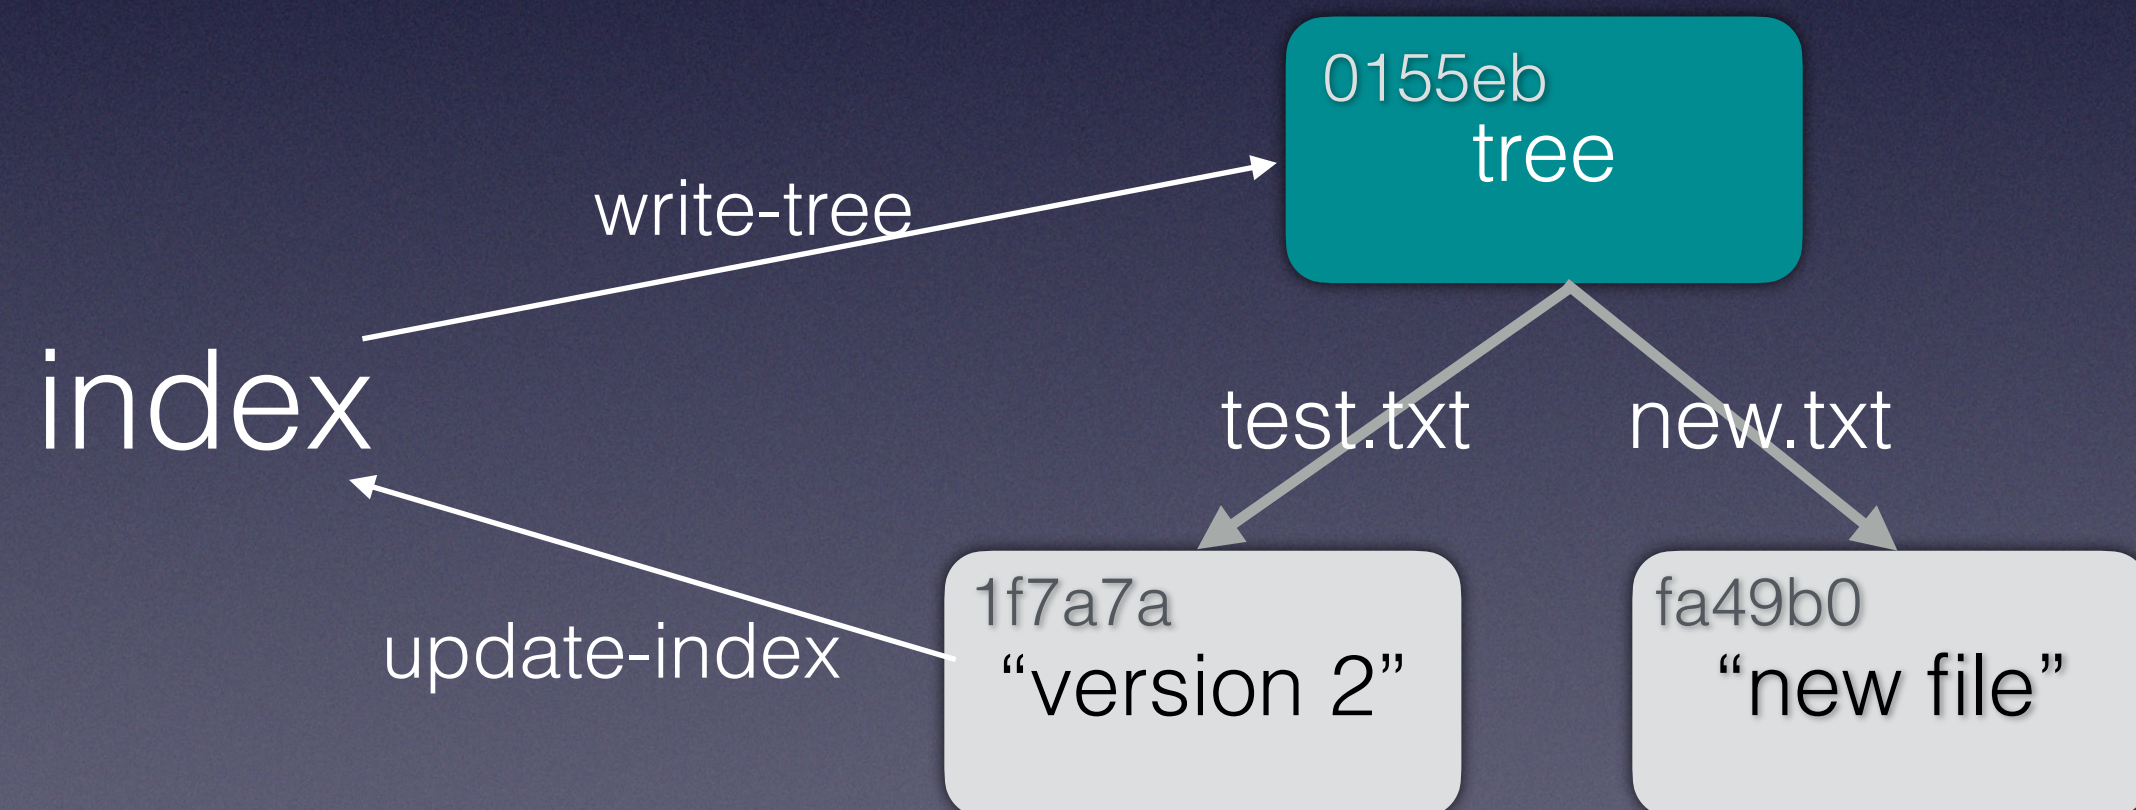 0155eb
tree
write-tree
index
test.txt
new.txt
1f7a7a
“version 2”
fa49b0
“new file”
update-index